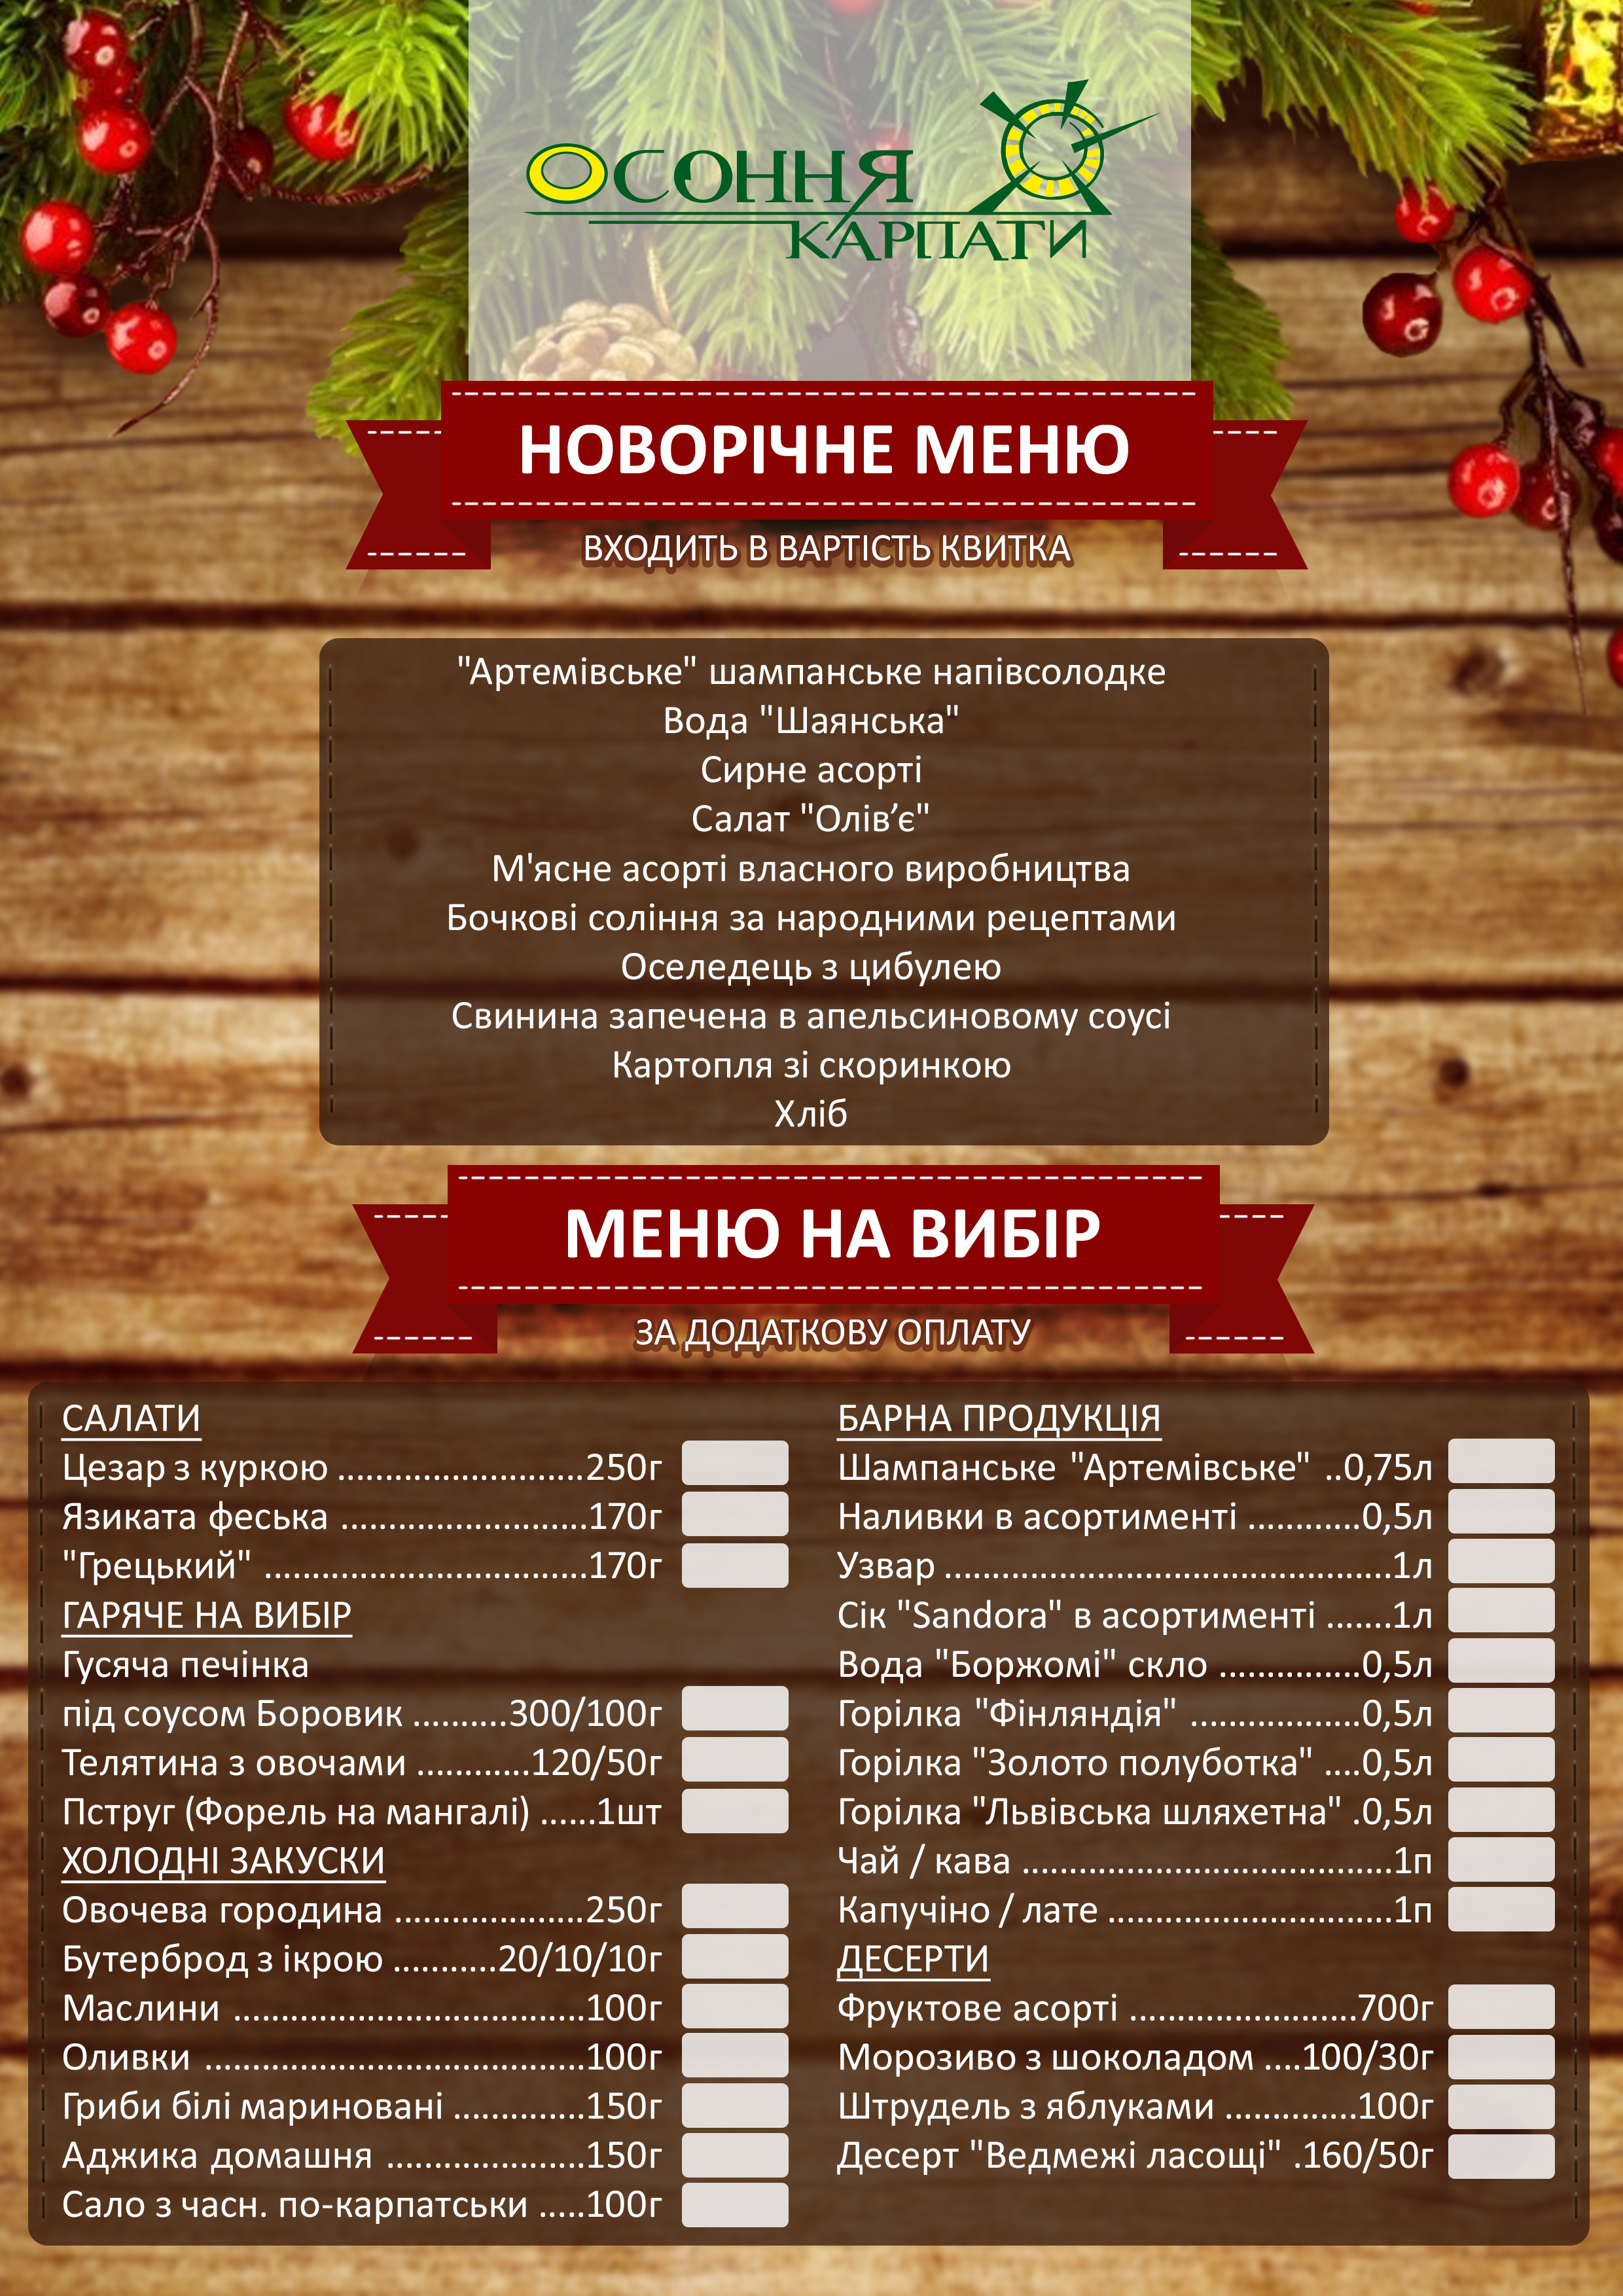 ОСОННЯ
КАРПАТИ
НОВОРІЧНЕ МЕНЮ
ВХОДИТЬ В ВАРТІСТЬ КВИТКА
"Артемівське" шампанське напівсолодке
Вода "Шаянська"
Сирне асорті
Салат "Олів’є"
М'ясне асорті власного виробництва
Бочкові соління за народними рецептами
Оселедець з цибулею
Свинина запечена в апельсиновому соусі
Картопля зі скоринкою
Хліб
МЕНЮ НА ВИБІР
ЗА ДОДАТКОВУ ОПЛАТУ
САЛАТИ
Цезар з куркою ..........................250г
Язиката феська ..........................170г
"Грецький" ..................................170г
ГАРЯЧЕ НА ВИБІР
Гусяча печінка
під соусом Боровик ..........300/100г
Телятина з овочами ............120/50г
Пструг (Форель на мангалі) ......1шт
ХОЛОДНІ ЗАКУСКИ
Овочева городина ....................250г
Бутерброд з ікрою ...........20/10/10г
Маслини .....................................100г
Оливки ........................................100г
Гриби білі мариновані ..............150г
Аджика домашня .....................150г
Сало з часн. по-карпатськи .....100г
БАРНА ПРОДУКЦІЯ
Шампанське "Артемівське" ..0,75л
Наливки в асортименті ............0,5л
Узвар ...............................................1л
Сік "Sandora" в асортименті .......1л
Вода "Боржомі" скло ...............0,5л
Горілка "Фінляндія" ..................0,5л
Горілка "Золото полуботка" ....0,5л
Горілка "Львівська шляхетна" .0,5л
Чай / кава .......................................1п
Капучіно / лате ..............................1п
ДЕСЕРТИ
Фруктове асорті ........................700г
Морозиво з шоколадом ....100/30г
Штрудель з яблуками ..............100г
Десерт "Ведмежі ласощі" .160/50г